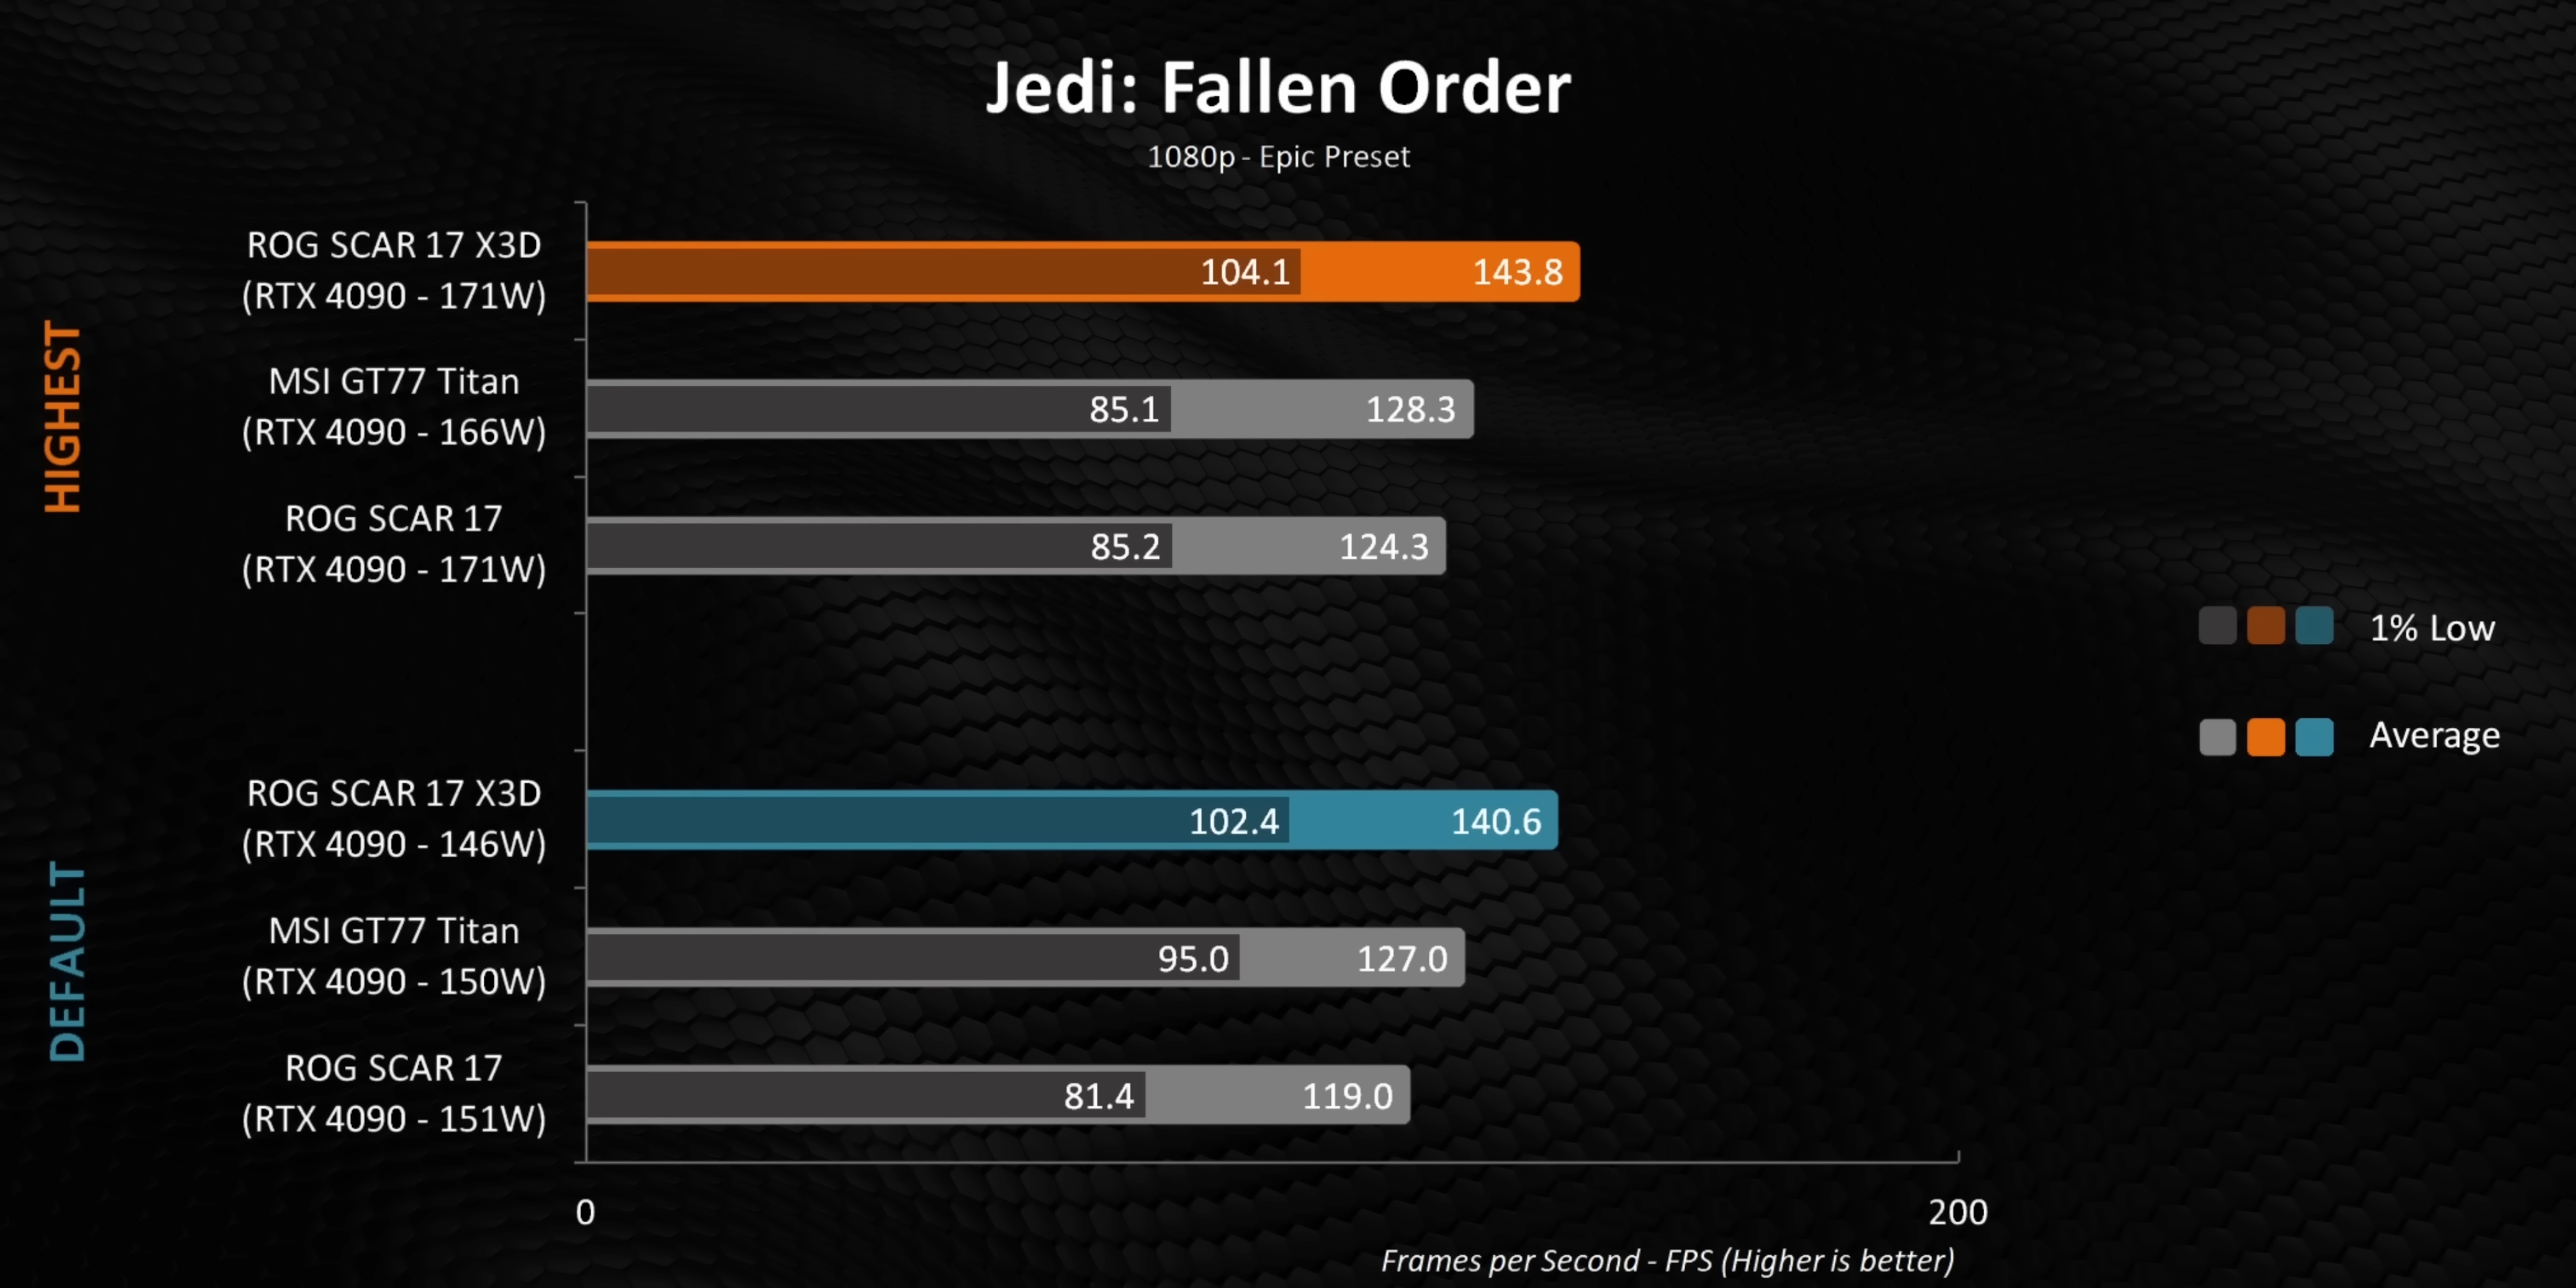 Jedi: Fallen Order
1080p - Epic Preset
HIGHEST
ROG SCAR 17 X3D
(RTX 4090 - 171W)
104.1 143.8
MSI GT77 Titan
(RTX 4090 - 166W)
85.1 128.3
ROG SCAR 17
(RTX 4090 - 171W)
85.2 124.3
DEFAULT
ROG SCAR 17 X3D
(RTX 4090 - 146W)
102.4 140.6
MSI GT77 Titan
(RTX 4090 - 150W)
95.0 127.0
ROG SCAR 17
(RTX 4090 - 151W)
81.4 119.0
1% Low
Average
0 200
Frames per Second - FPS (Higher is better)